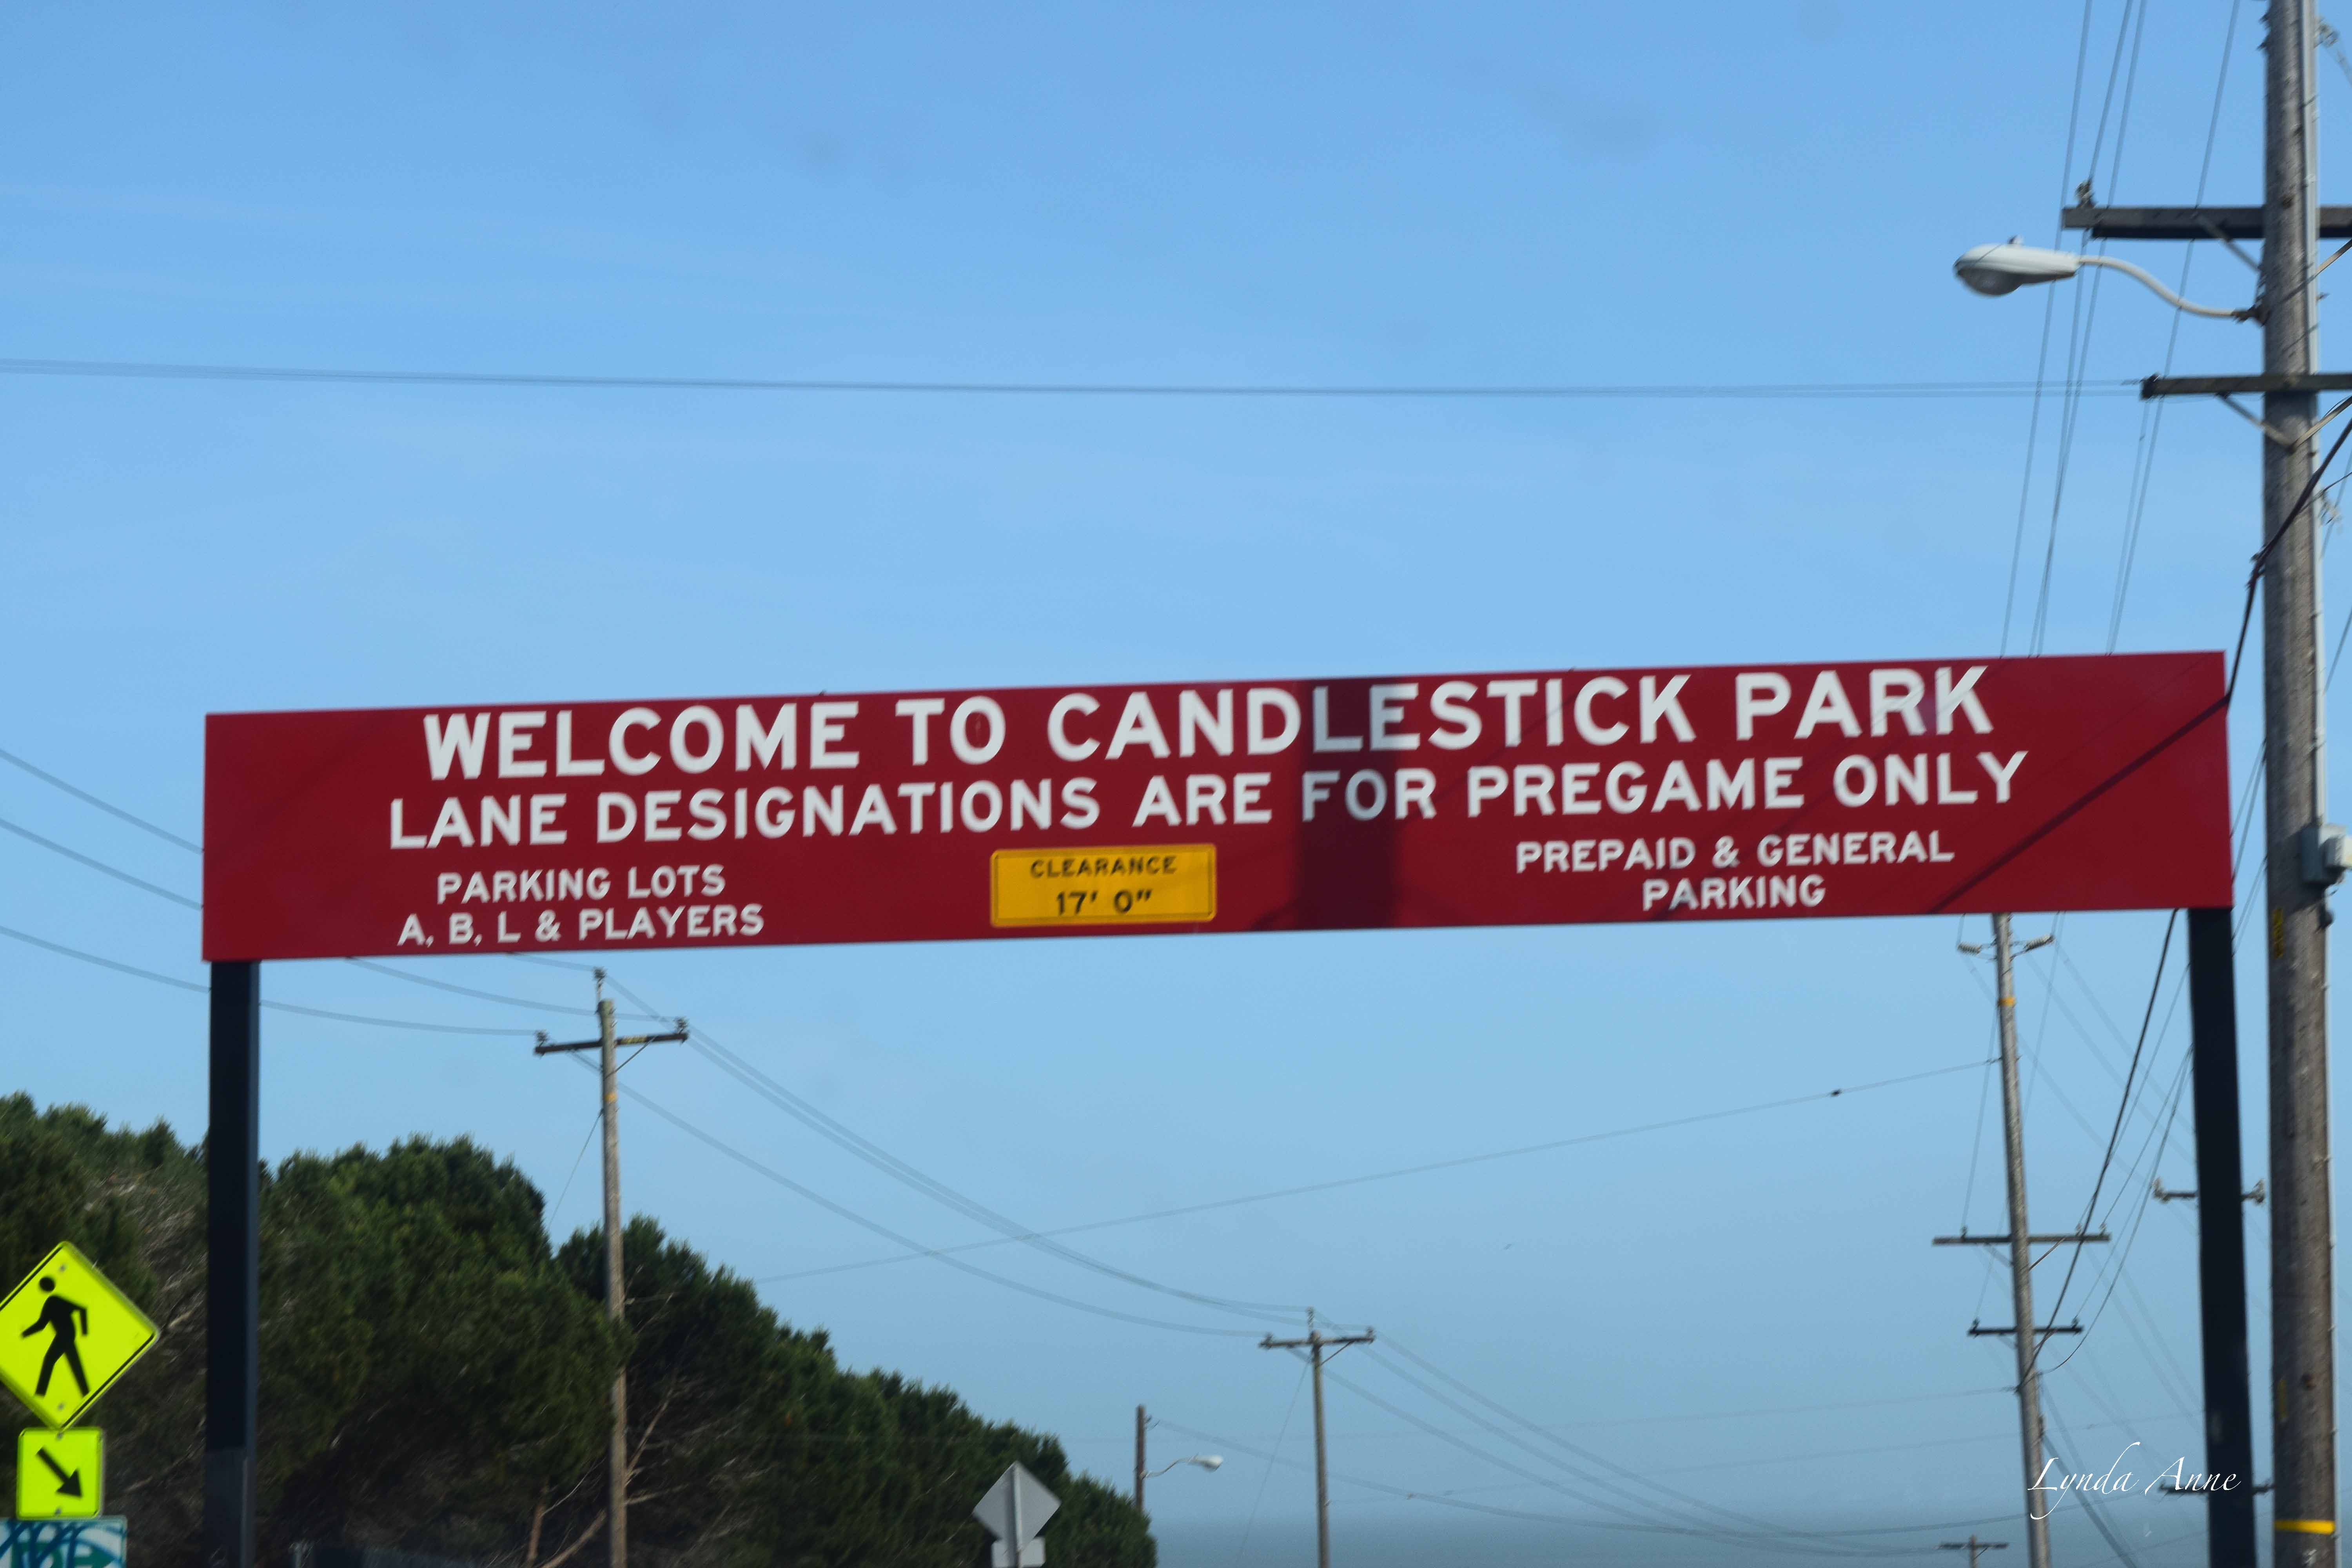 WELCOME TO CANDLESTICK PARK
LANE DESIGNATIONS ARE FOR PREGAME ONLY
PARKING LOTS
A, B, L & PLAYERS
CLEARANCE
17' 0"
PREPAID & GENERAL
PARKING
Lynda Anne